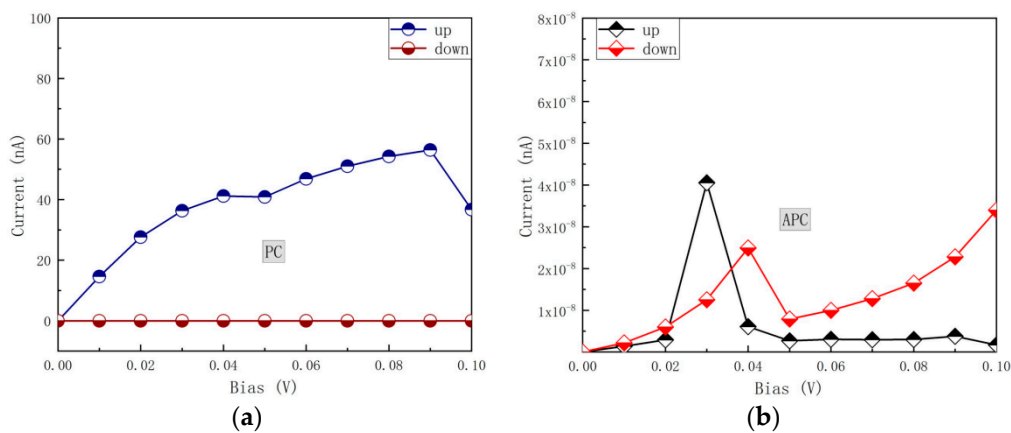 100
80
60
40
20
0
Current (nA)
up
down
PC
0.00 0.02 0.04 0.06 0.08 0.10
Bias (V)
(a)
8x10⁻⁸
7x10⁻⁸
6x10⁻⁸
5x10⁻⁸
4x10⁻⁸
3x10⁻⁸
2x10⁻⁸
1x10⁻⁸
Current (nA)
up
down
APC
0.00 0.02 0.04 0.06 0.08 0.10
Bias (V)
(b)